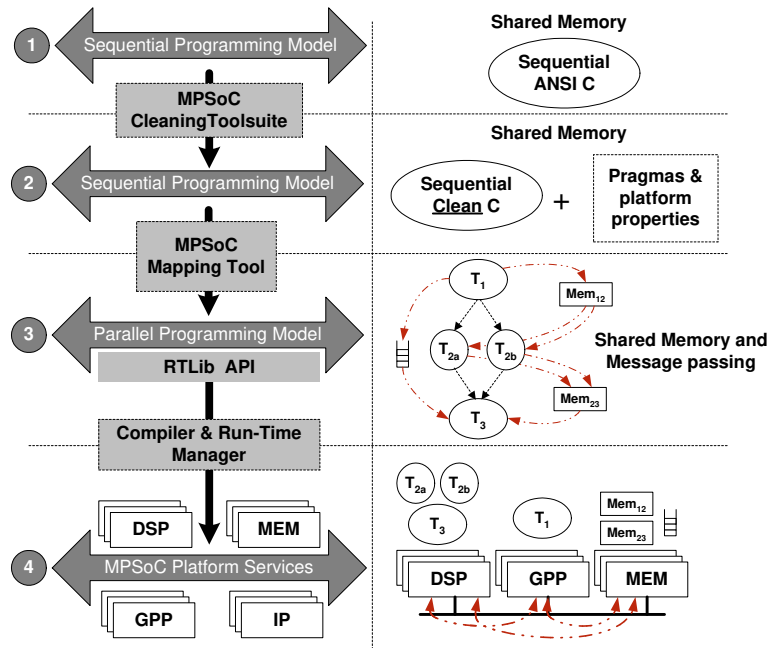 1
Sequential Programming Model
Shared Memory
Sequential
ANSI C
MPSoC
CleaningToolsuite
Shared Memory
2
Sequential Programming Model
Sequential
Clean C
+
Pragmas &
platform
properties
MPSoC
Mapping Tool
T1
Mem12
3
Parallel Programming Model
RTLib API
T2a
T2b
Shared Memory and
Message passing
Mem23
T3
Compiler & Run-Time
Manager
T2a
T2b
T3
T1
Mem12
Mem23
DSP
MEM
4
MPSoC Platform Services
DSP
GPP
MEM
GPP
IP